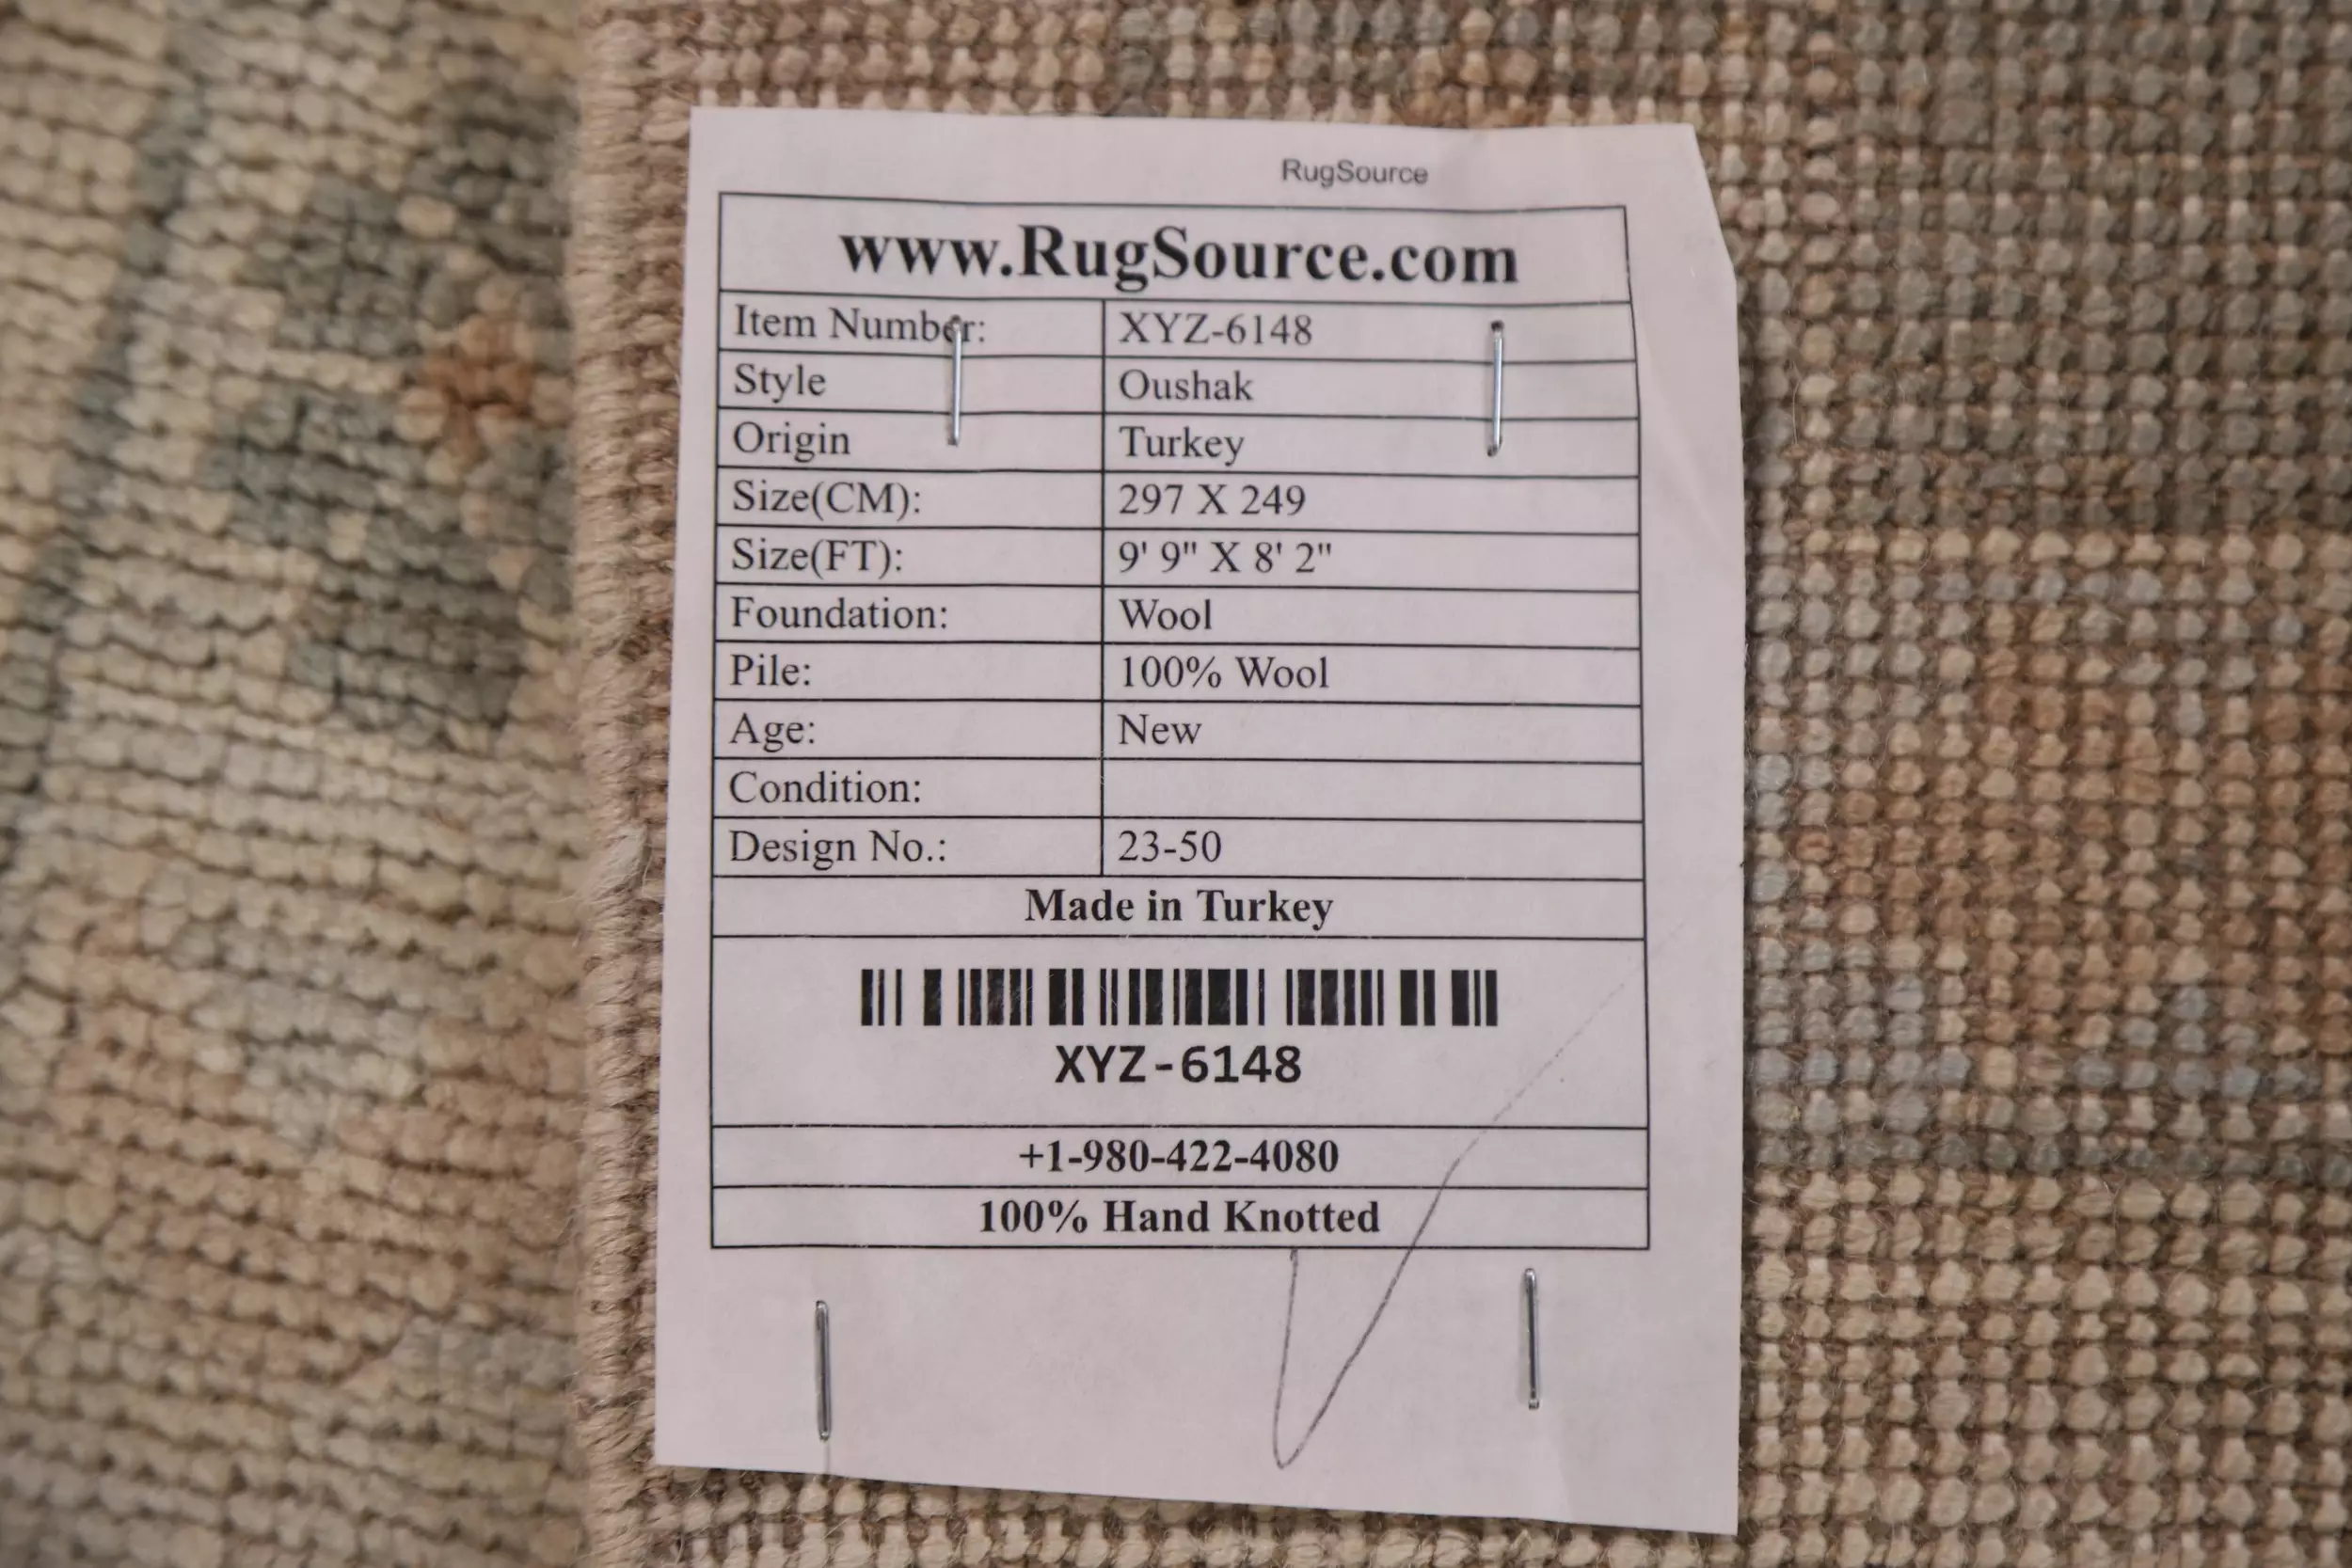 RugSource
www.RugSource.com
Item Number: XYZ-6148
Style Oushak
Origin Turkey
Size(CM): 297 X 249
Size(FT): 9' 9" X 8' 2"
Foundation: Wool
Pile: 100% Wool
Age: New
Condition:
Design No.: 23-50
Made in Turkey
XYZ-6148
+1-980-422-4080
100% Hand Knotted